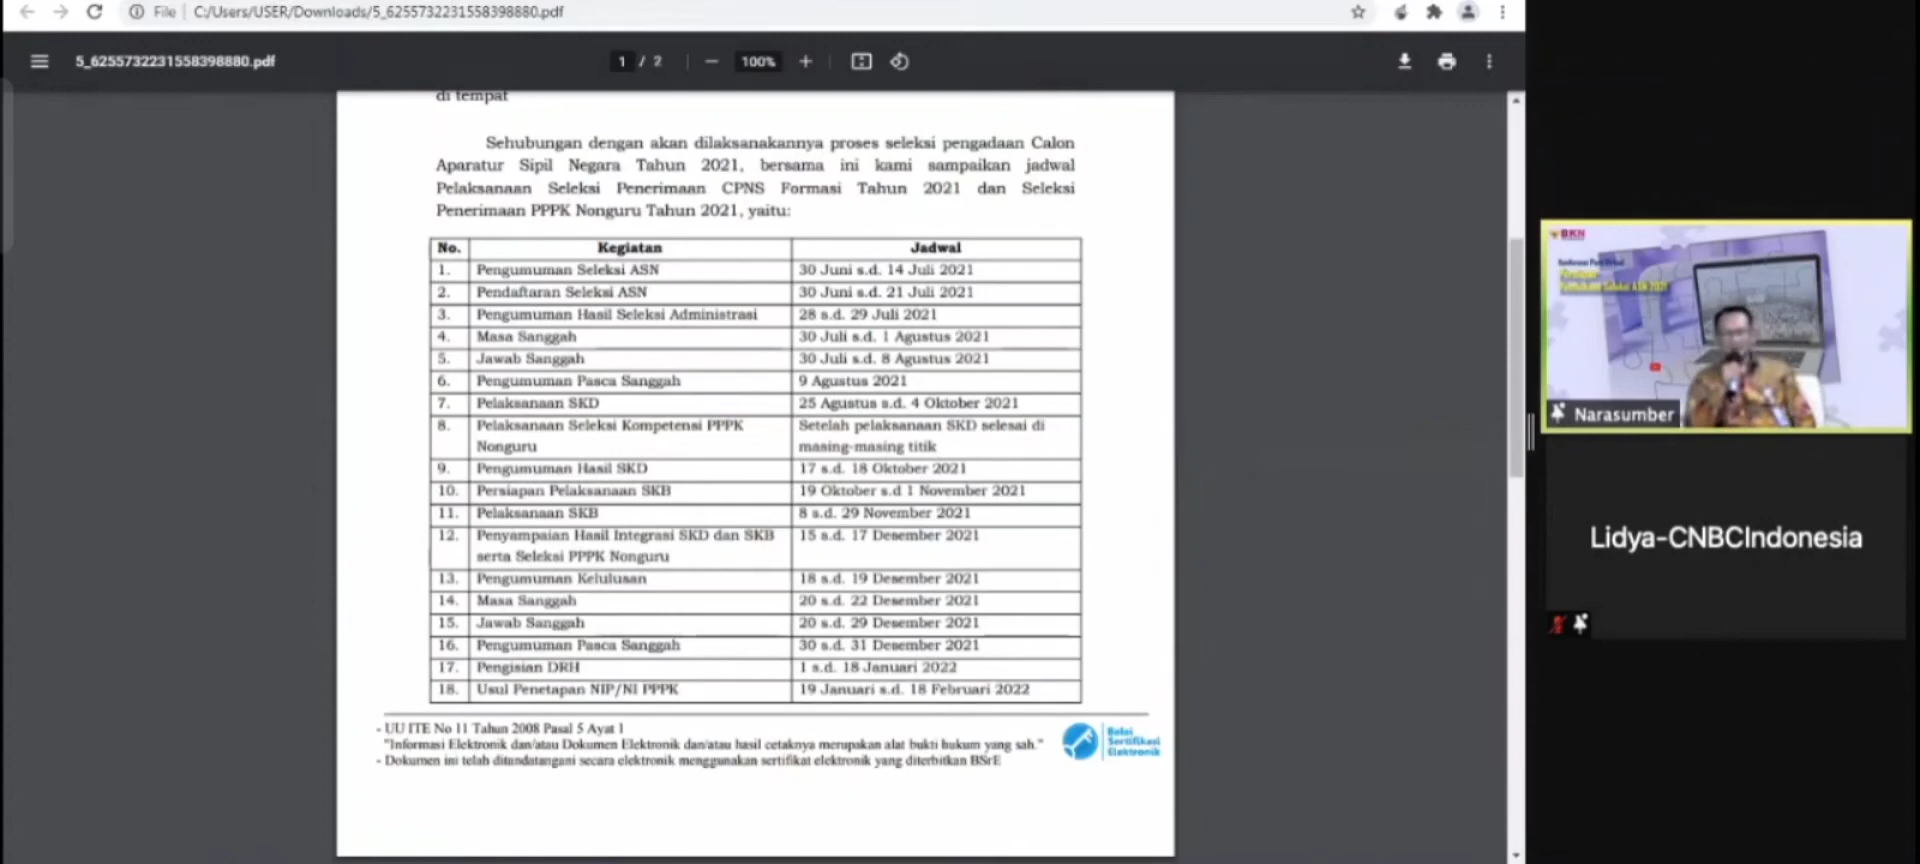 File | C:/Users/USER/Downloads/5_6255732231558398880.pdf
5_6255732231558398880.pdf
1 / 2
100%
di tempat
Sehubungan dengan akan dilaksanakannya proses seleksi pengadaan Calon
Aparatur Sipil Negara Tahun 2021, bersama ini kami sampaikan jadwal
Pelaksanaan Seleksi Penerimaan CPNS Formasi Tahun 2021 dan Seleksi
Penerimaan PPPK Nonguru Tahun 2021, yaitu:
No. Kegiatan Jadwal
1. Pengumuman Seleksi ASN 30 Juni s.d. 14 Juli 2021
2. Pendaftaran Seleksi ASN 30 Juni s.d. 21 Juli 2021
3. Pengumuman Hasil Seleksi Administrasi 28 s.d. 29 Juli 2021
4. Masa Sanggah 30 Juli s.d. 1 Agustus 2021
5. Jawab Sanggah 30 Juli s.d. 8 Agustus 2021
6. Pengumuman Pasca Sanggah 9 Agustus 2021
7. Pelaksanaan SKD 25 Agustus s.d. 4 Oktober 2021
8. Pelaksanaan Seleksi Kompetensi PPPK Setelah pelaksanaan SKD selesai di
Nonguru masing-masing titik
9. Pengumuman Hasil SKD 17 s.d. 18 Oktober 2021
10. Persiapan Pelaksanaan SKB 19 Oktober s.d 1 November 2021
11. Pelaksanaan SKB 8 s.d. 29 November 2021
12. Penyampaian Hasil Integrasi SKD dan SKB 15 s.d. 17 Desember 2021
serta Seleksi PPPK Nonguru
13. Pengumuman Kelulusan 18 s.d. 19 Desember 2021
14. Masa Sanggah 20 s.d. 22 Desember 2021
15. Jawab Sanggah 20 s.d. 29 Desember 2021
16. Pengumuman Pasca Sanggah 30 s.d. 31 Desember 2021
17. Pengisian DRH 1 s.d. 18 Januari 2022
18. Usul Penetapan NIP/NI PPPK 19 Januari s.d. 18 Februari 2022
- UU ITE No 11 Tahun 2008 Pasal 5 Ayat 1
"Informasi Elektronik dan/atau Dokumen Elektronik dan/atau hasil cetaknya merupakan alat bukti hukum yang sah."
- Dokumen ini telah ditandatangani secara elektronik menggunakan sertifikat elektronik yang diterbitkan BSrE
Balai
Sertifikasi
Elektronik
BKN
Seleksi ASN 2021
Narasumber
Lidya-CNBCIndonesia